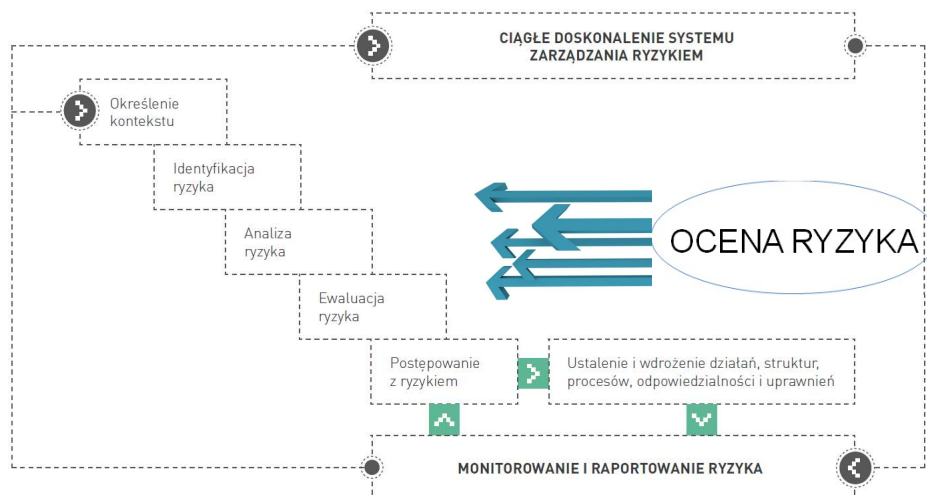 CIĄGŁE DOSKONALENIE SYSTEMU
ZARZĄDZANIA RYZYKIEM
Określenie
kontekstu
Identyfikacja
ryzyka
Analiza
ryzyka
OCENA RYZYKA
Ewaluacja
ryzyka
Postępowanie
z ryzykiem
Ustalenie i wdrożenie działań, struktur,
procesów, odpowiedzialności i uprawnień
MONITOROWANIE I RAPORTOWANIE RYZYKA